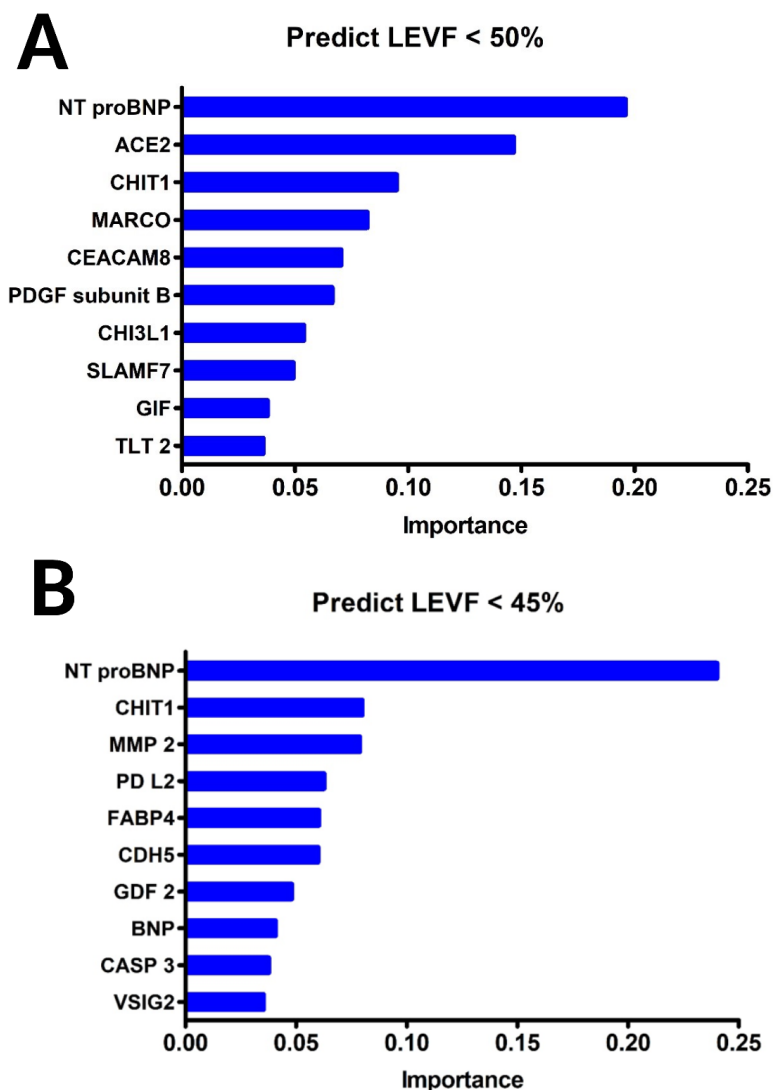 A
Predict LEVF < 50%
NT proBNP
ACE2
CHIT1
MARCO
CEACAM8
PDGF subunit B
CHI3L1
SLAMF7
GIF
TLT 2
0.00 0.05 0.10 0.15 0.20 0.25
Importance
B
Predict LEVF < 45%
NT proBNP
CHIT1
MMP 2
PD L2
FABP4
CDH5
GDF 2
BNP
CASP 3
VSIG2
0.00 0.05 0.10 0.15 0.20 0.25
Importance